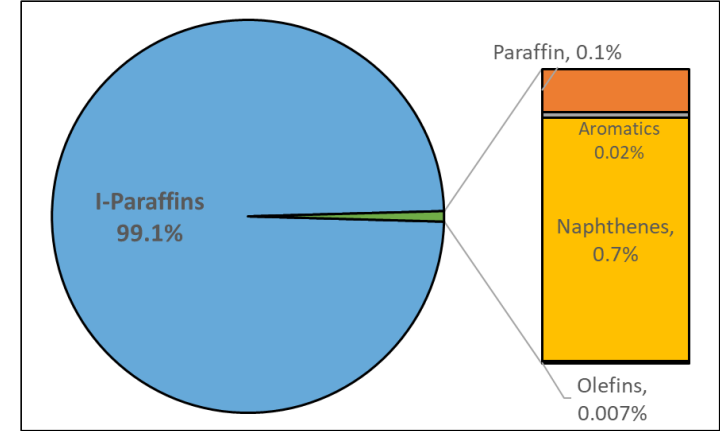 Paraffin, 0.1%
Aromatics
0.02%
I-Paraffins
99.1%
Naphthenes,
0.7%
Olefins,
0.007%